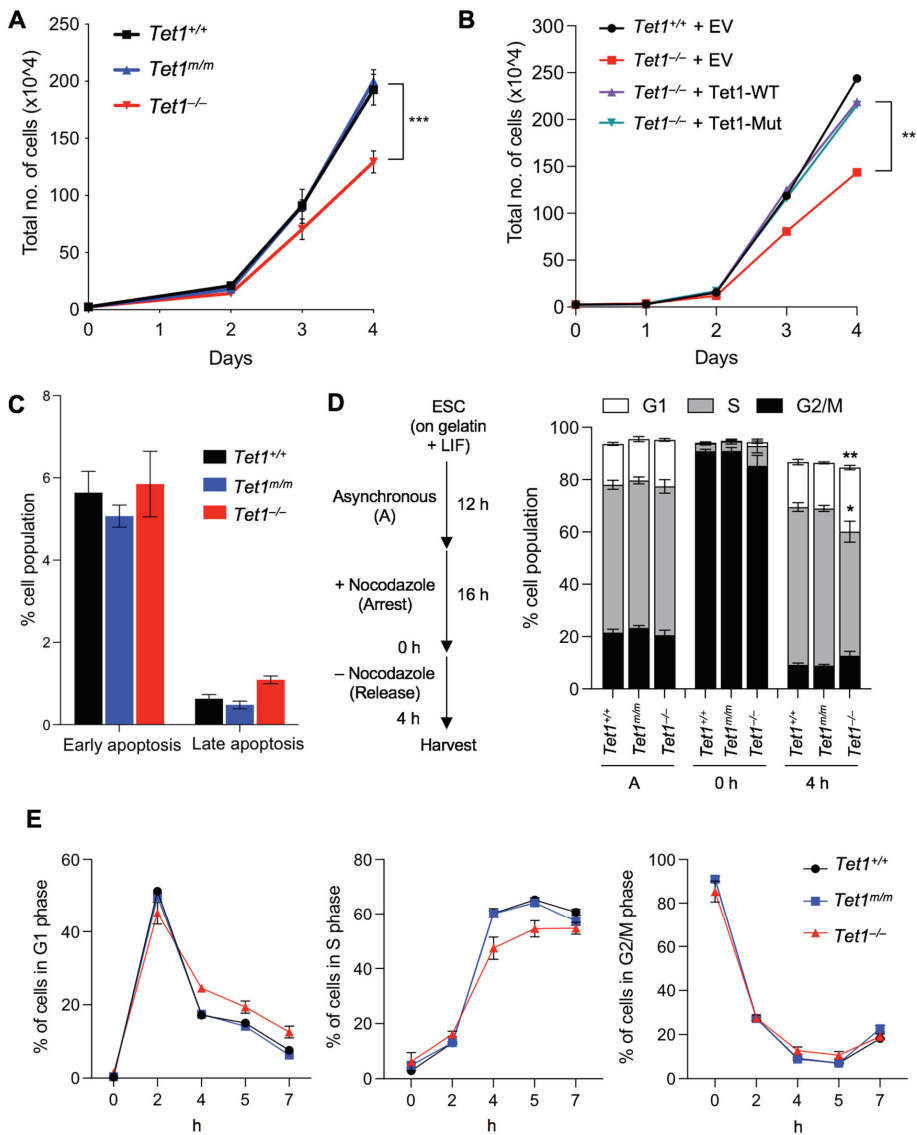 A
Total no. of cells (x10^4)
250
200
150
100
50
0
0 1 2 3 4
Days
Tet1+/+
Tet1m/m
Tet1–/–
***
B
Total no. of cells (x10^4)
300
250
200
150
100
50
0
0 1 2 3 4
Days
Tet1+/+ + EV
Tet1–/– + EV
Tet1–/– + Tet1-WT
Tet1–/– + Tet1-Mut
**
C
% cell population
8
6
4
2
0
Early apoptosis Late apoptosis
Tet1+/+
Tet1m/m
Tet1–/–
D
ESC
(on gelatin
+ LIF)
Asynchronous
(A)
12 h
+ Nocodazole
(Arrest)
16 h
0 h
– Nocodazole
(Release)
4 h
Harvest
G1 S G2/M
% cell population
100
80
60
40
20
0
**
*
Tet1+/+ Tet1m/m Tet1–/– Tet1+/+ Tet1m/m Tet1–/– Tet1+/+ Tet1m/m Tet1–/–
A 0 h 4 h
E
% of cells in G1 phase
60
40
20
0
0 2 4 5 7
h
% of cells in S phase
80
60
40
20
0
0 2 4 5 7
h
% of cells in G2/M phase
100
80
60
40
20
0
0 2 4 5 7
h
Tet1+/+
Tet1m/m
Tet1–/–